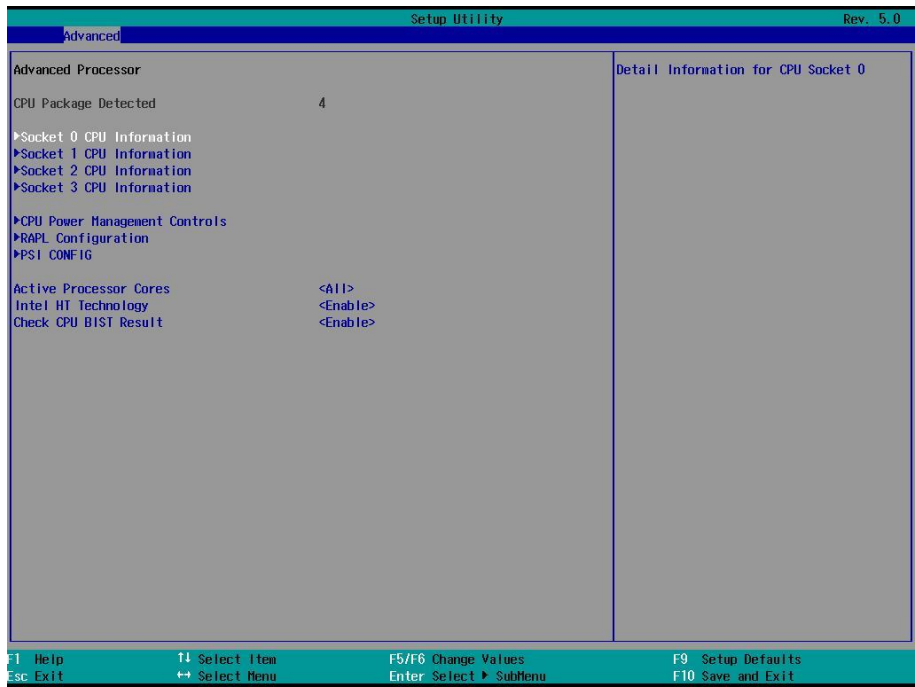 Setup Utility Rev. 5.0
Advanced
Advanced Processor
Detail Information for CPU Socket 0
CPU Package Detected 4
▶Socket 0 CPU Information
▶Socket 1 CPU Information
▶Socket 2 CPU Information
▶Socket 3 CPU Information
▶CPU Power Management Controls
▶RAPL Configuration
▶PSI CONFIG
Active Processor Cores <All>
Intel HT Technology <Enable>
Check CPU BIST Result <Enable>
F1 Help ↑↓ Select Item F5/F6 Change Values F9 Setup Defaults
Esc Exit ↔ Select Menu Enter Select ▶ SubMenu F10 Save and Exit